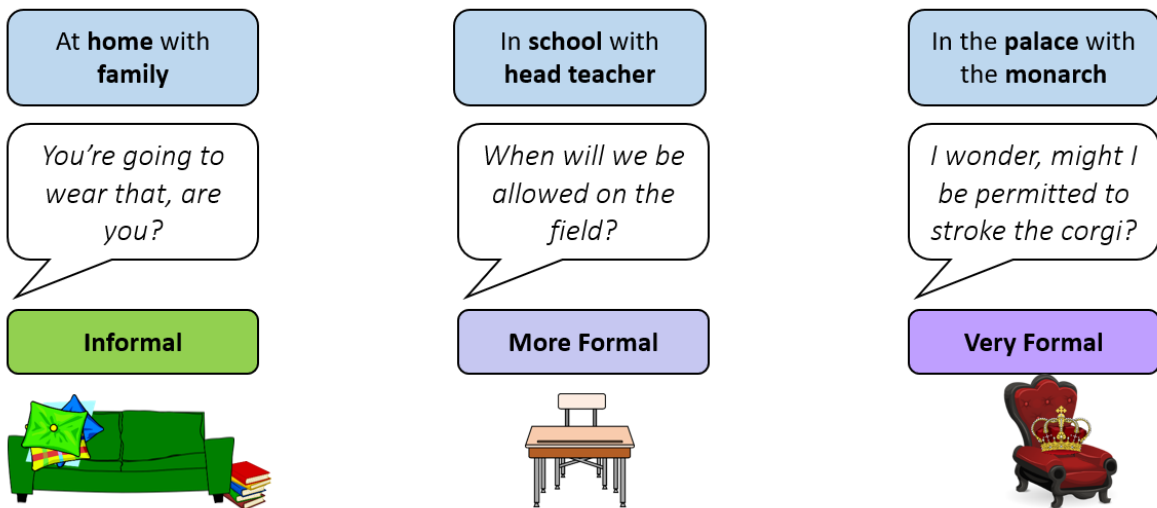 At home with
family
You're going to
wear that, are
you?
Informal
In school with
head teacher
When will we be
allowed on the
field?
More Formal
In the palace with
the monarch
I wonder, might I
be permitted to
stroke the corgi?
Very Formal